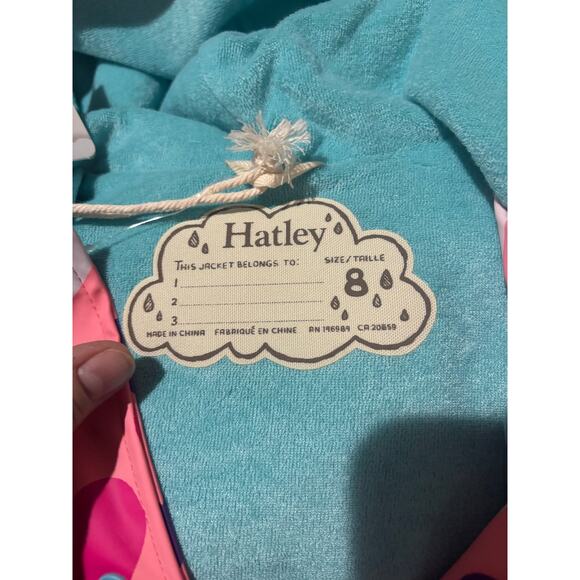 Hatley
THIS JACKET BELONGS TO:
SIZE/TAILLE
1
8
2
3
MADE IN CHINA FABRIQUÉ EN CHINE RN 146984 CA 20859